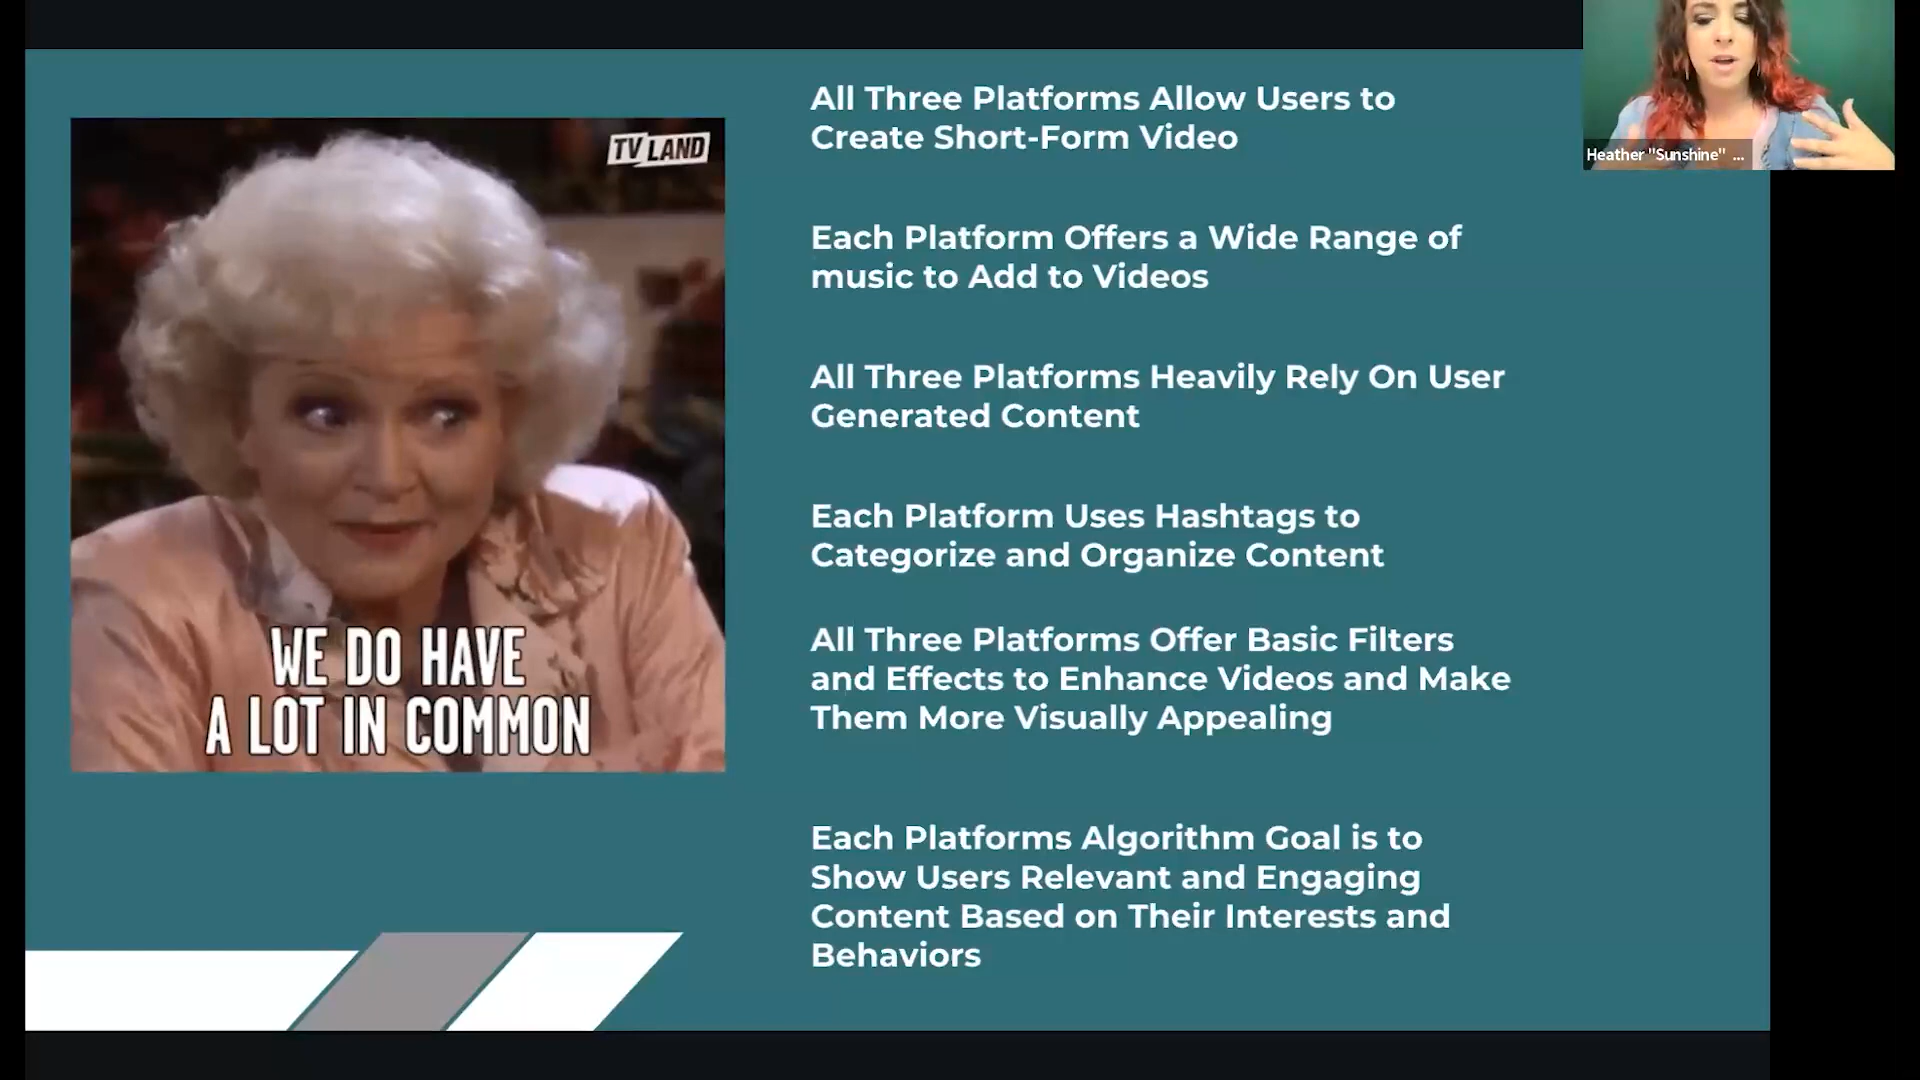 TV LAND
WE DO HAVE
A LOT IN COMMON
All Three Platforms Allow Users to
Create Short-Form Video
Each Platform Offers a Wide Range of
music to Add to Videos
All Three Platforms Heavily Rely On User
Generated Content
Each Platform Uses Hashtags to
Categorize and Organize Content
All Three Platforms Offer Basic Filters
and Effects to Enhance Videos and Make
Them More Visually Appealing
Each Platforms Algorithm Goal is to
Show Users Relevant and Engaging
Content Based on Their Interests and
Behaviors
Heather "Sunshine" ...